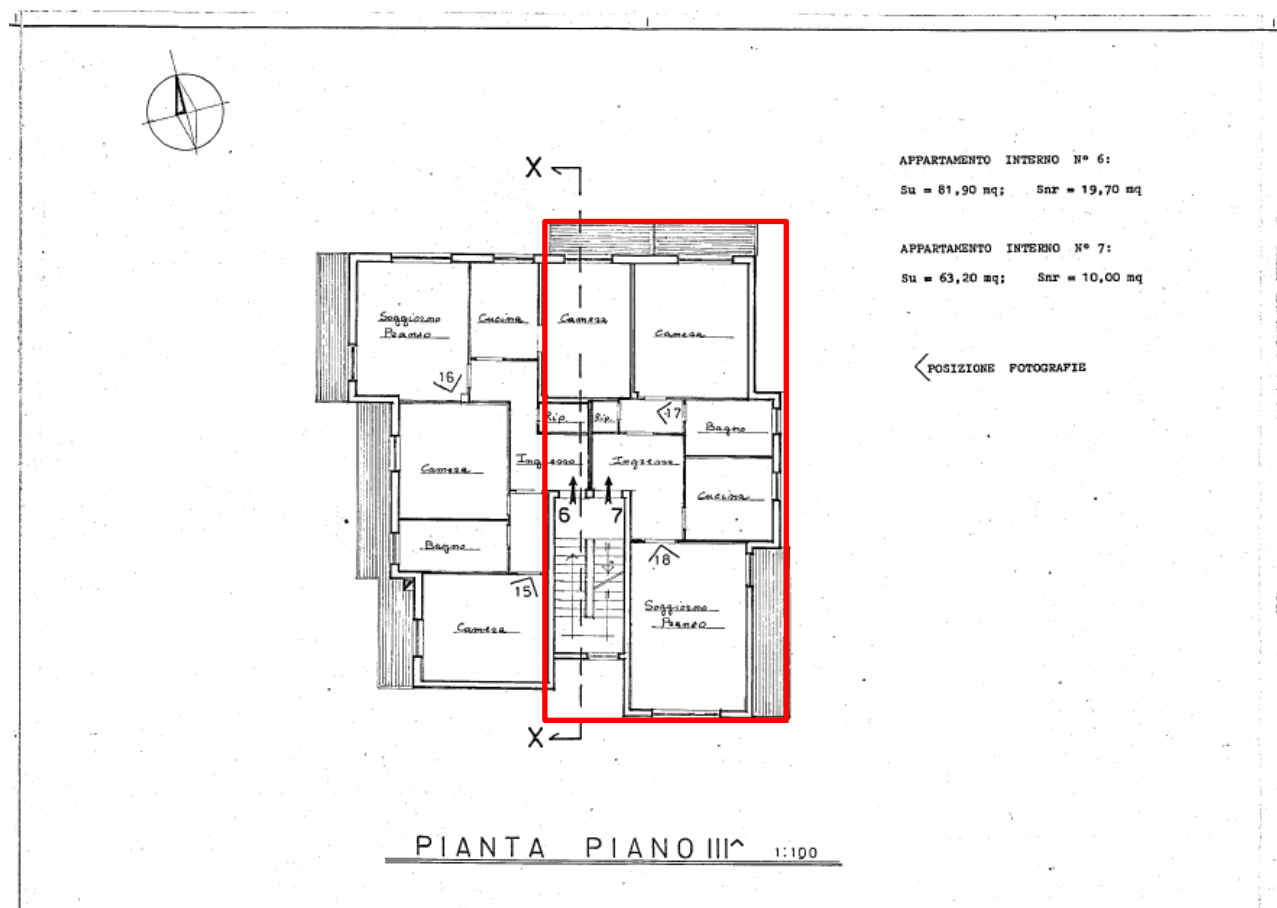 APPARTAMENTO INTERNO N° 6:
Su = 81,90 mq; Snr = 19,70 mq
APPARTAMENTO INTERNO N° 7:
Su = 63,20 mq; Snr = 10,00 mq
POSIZIONE FOTOGRAFIE
X
Soggiorno
Pranzo
Cucina
Camera
Camera
16
Rip.
Rip.
17
Bagno
Camera
Ingresso
Ingresso
Cucina
6
7
Bagno
15
18
Camera
Soggiorno
Pranzo
X
PIANTA PIANO III^ 1:100